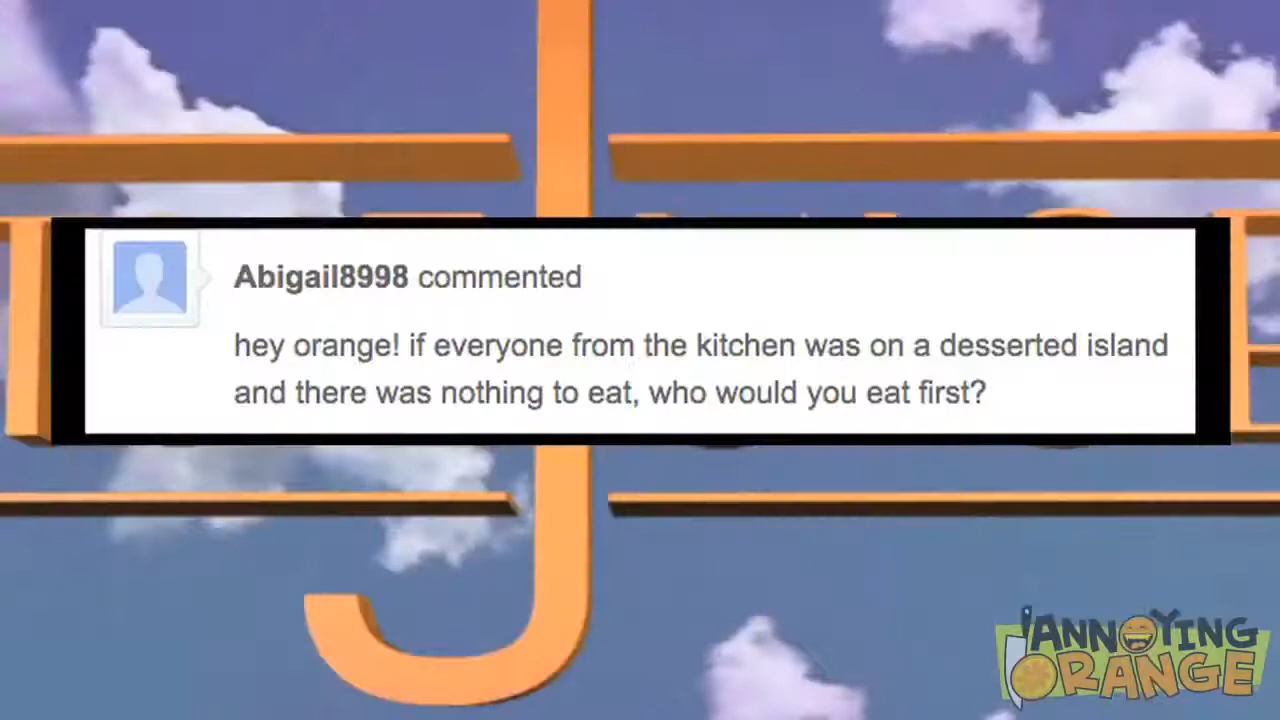 Abigail8998 commented
hey orange! if everyone from the kitchen was on a desserted island
and there was nothing to eat, who would you eat first?
ANNOYING
ORANGE